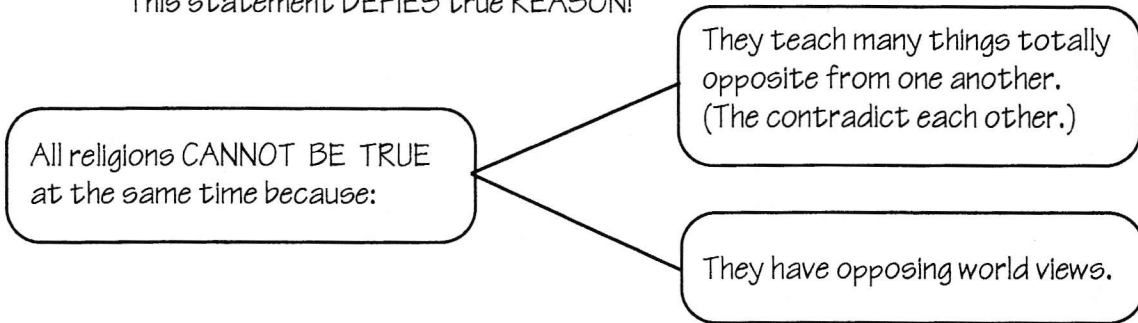 This statement DEFIES true REASON!
They teach many things totally
opposite from one another.
(The contradict each other.)
All religions CANNOT BE TRUE
at the same time because:
They have opposing world views.